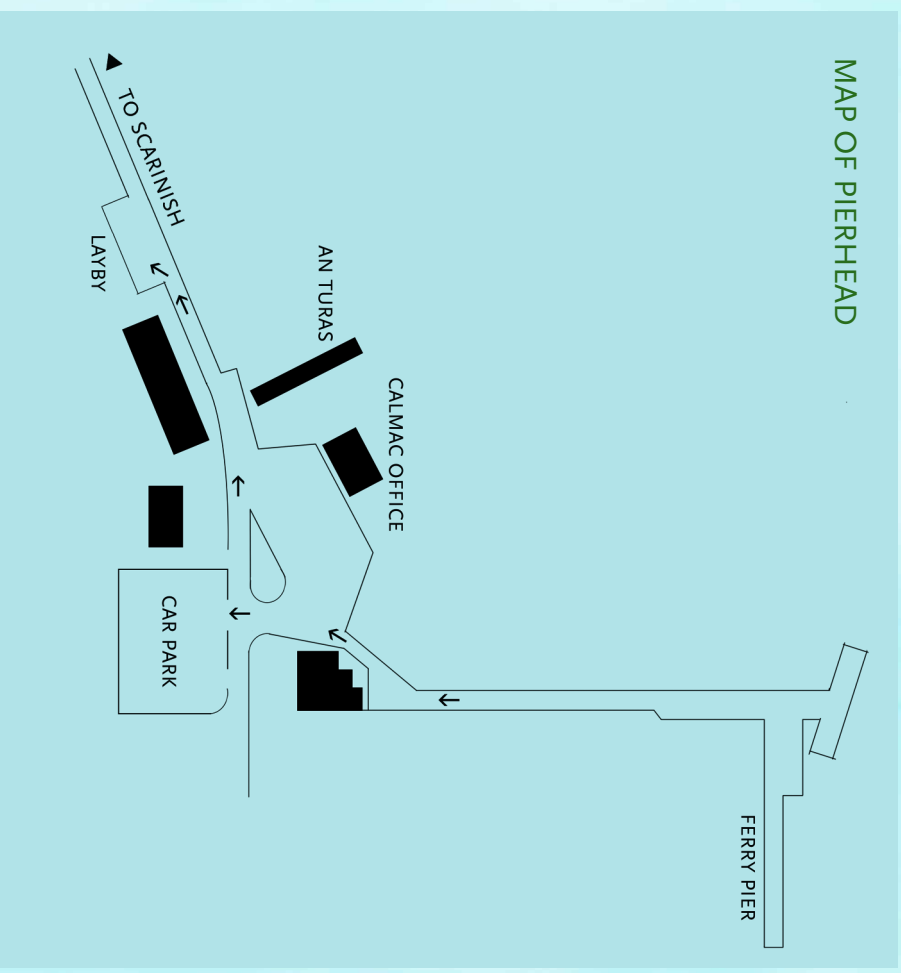 MAP OF PIERHEAD
TO SCARINISH
LAYBY
AN TURAS
CALMAC OFFICE
CAR PARK
FERRY PIER